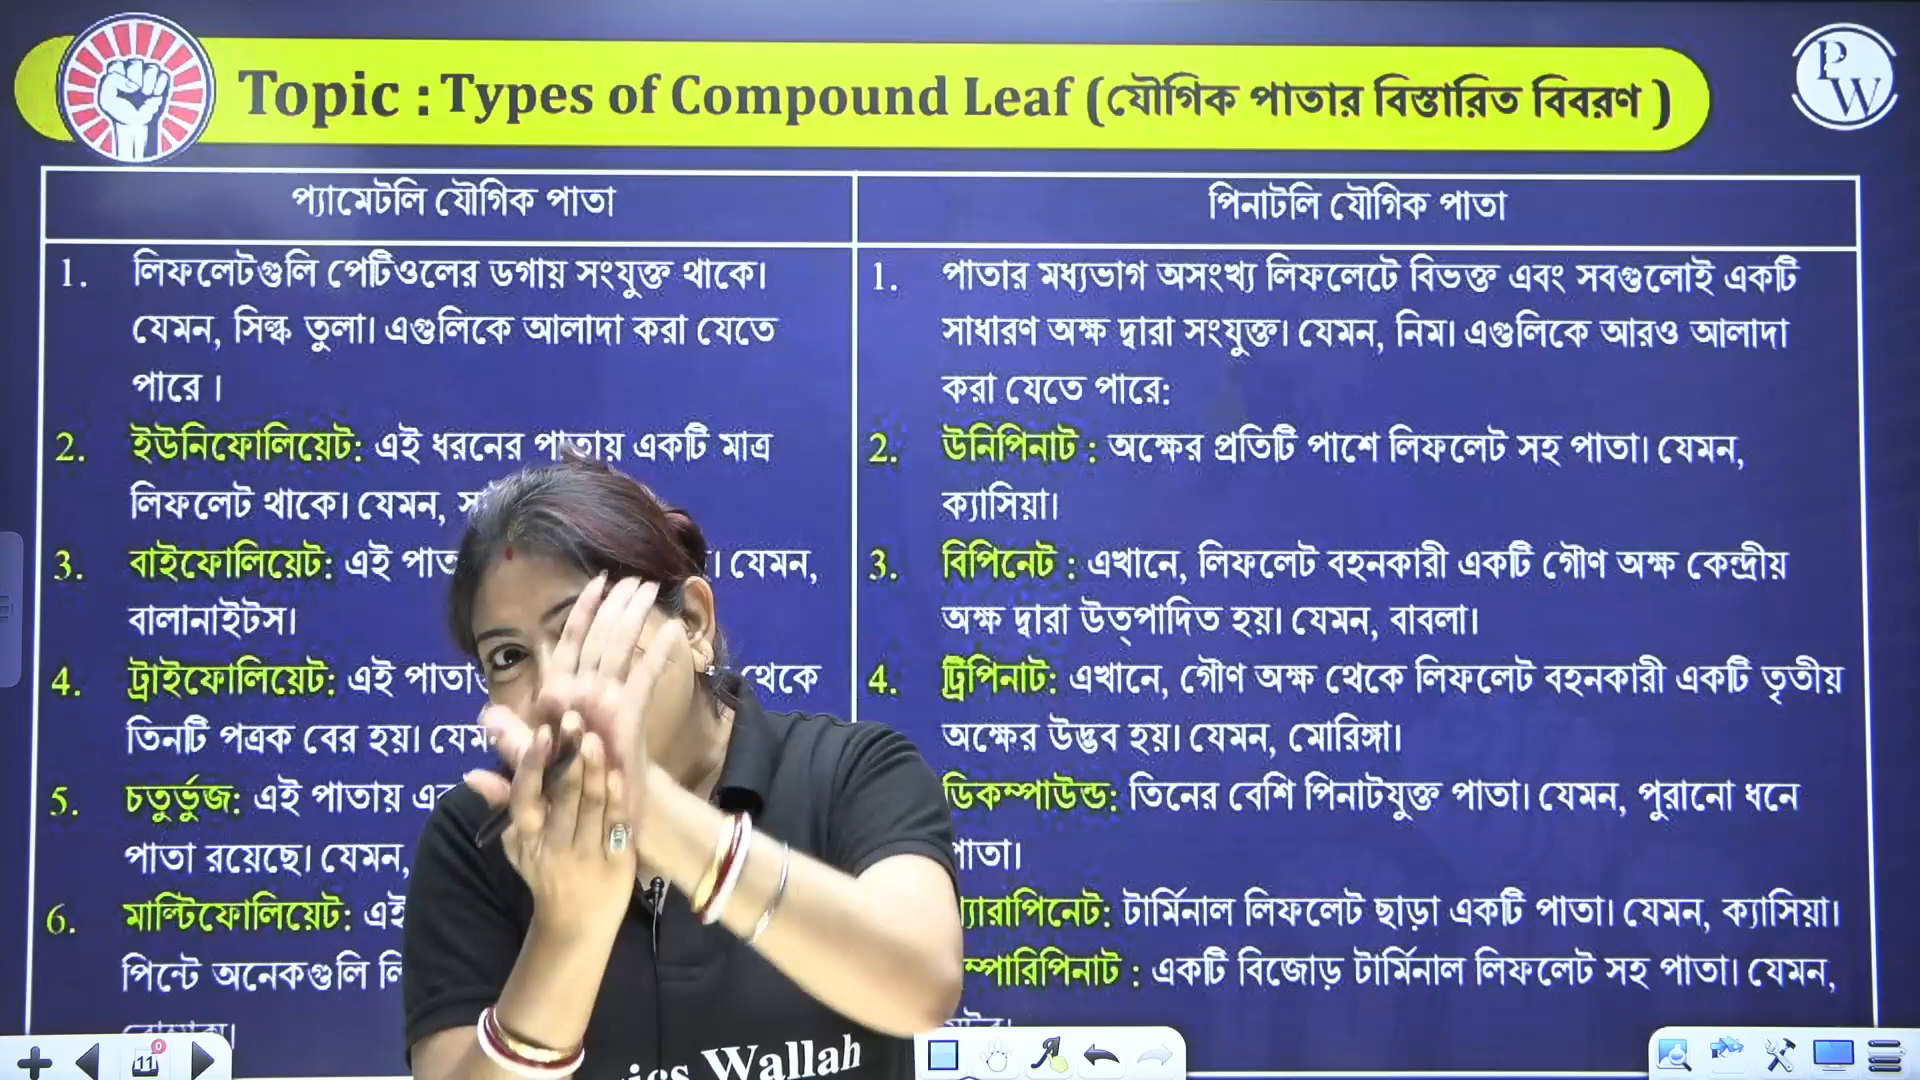 Topic : Types of Compound Leaf (যৌগিক পাতার বিস্তারিত বিবরণ )
PW
প্যামেটলি যৌগিক পাতা
1. লিফলেটগুলি পেটিওলের ডগায় সংযুক্ত থাকে।
যেমন, সিল্ক তুলা। এগুলিকে আলাদা করা যেতে
পারে ।
2. ইউনিফোলিয়েট: এই ধরনের পাতায় একটি মাত্র
লিফলেট থাকে। যেমন,
3. বাইফোলিয়েট: এই । যেমন,
বালানাইটস।
4. ট্রাইফোলিয়েট: এই থেকে
তিনটি পত্রক বের হয়।
5. চতুর্ভুজ: এই পাতায়
পাতা রয়েছে। যেমন,
6. মাল্টিফোলিয়েট: এই
পিন্টে অনেকগুলি
পিনাটলি যৌগিক পাতা
1. পাতার মধ্যভাগ অসংখ্য লিফলেটে বিভক্ত এবং সবগুলোই একটি
সাধারণ অক্ষ দ্বারা সংযুক্ত। যেমন, নিম। এগুলিকে আরও আলাদা
করা যেতে পারে:
2. উনিপিনাট : অক্ষের প্রতিটি পাশে লিফলেট সহ পাতা। যেমন,
ক্যাসিয়া।
3. বিপিনেট : এখানে, লিফলেট বহনকারী একটি গৌণ অক্ষ কেন্দ্রীয়
অক্ষ দ্বারা উত্পাদিত হয়। যেমন, বাবলা।
4. ট্রিপিনাট: এখানে, গৌণ অক্ষ থেকে লিফলেট বহনকারী একটি তৃতীয়
অক্ষের উদ্ভব হয়। যেমন, মোরিঙ্গা।
ডিকম্পাউন্ড: তিনের বেশি পিনাটযুক্ত পাতা। যেমন, পুরানো ধনে
পাতা।
টার্মিনাল লিফলেট ছাড়া একটি পাতা। যেমন, ক্যাসিয়া।
একটি বিজোড় টার্মিনাল লিফলেট সহ পাতা। যেমন,
Wallah
11
0